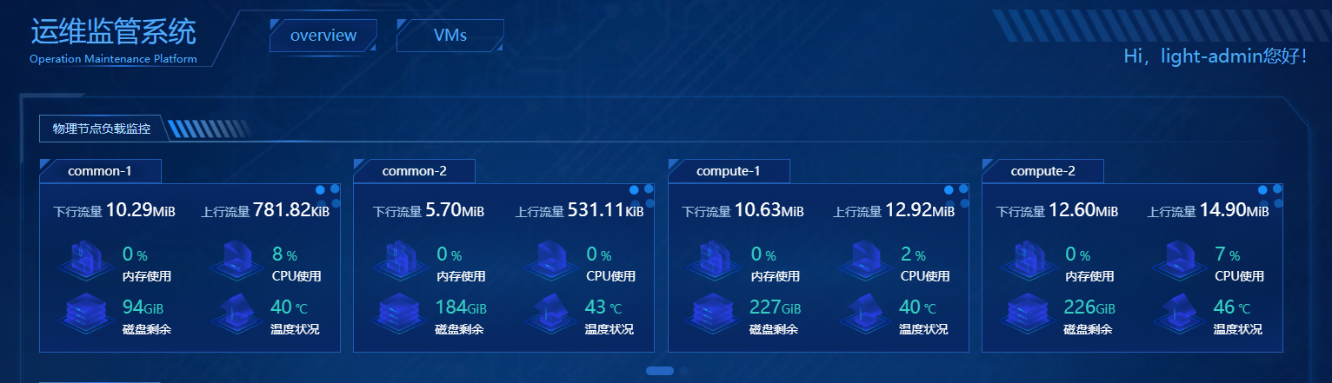 运维监管系统
Operation Maintenance Platform
overview
VMs
Hi，light-admin您好!
物理节点负载监控
common-1
下行流量 10.29MiB 上行流量 781.82KiB
0 % 内存使用
8 % CPU使用
94GiB 磁盘剩余
40 ℃ 温度状况
common-2
下行流量 5.70MiB 上行流量 531.11KiB
0 % 内存使用
0 % CPU使用
184GiB 磁盘剩余
43 ℃ 温度状况
compute-1
下行流量 10.63MiB 上行流量 12.92MiB
0 % 内存使用
2 % CPU使用
227GiB 磁盘剩余
40 ℃ 温度状况
compute-2
下行流量 12.60MiB 上行流量 14.90MiB
0 % 内存使用
7 % CPU使用
226GiB 磁盘剩余
46 ℃ 温度状况